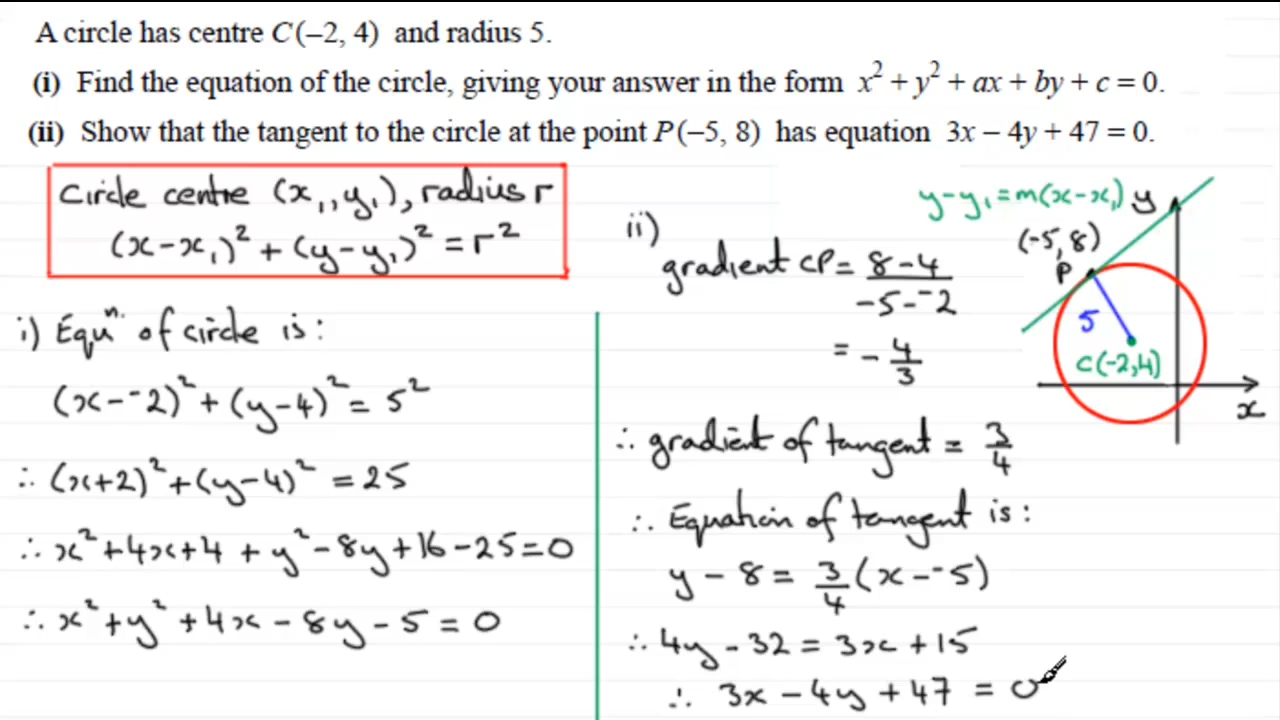 A circle has centre C(–2, 4) and radius 5.
(i) Find the equation of the circle, giving your answer in the form x² + y² + ax + by + c = 0.
(ii) Show that the tangent to the circle at the point P(–5, 8) has equation 3x – 4y + 47 = 0.
Circle centre (x₁, y₁), radius r
(x – x₁)² + (y – y₁)² = r²
i) Equⁿ. of circle is:
(x – ⁻2)² + (y – 4)² = 5²
∴ (x+2)² + (y – 4)² = 25
∴ x² + 4x + 4 + y² – 8y + 16 – 25 = 0
∴ x² + y² + 4x – 8y – 5 = 0
ii)
gradient CP = 8 – 4 / –5 – ⁻2
= – 4/3
∴ gradient of tangent = 3/4
∴ Equation of tangent is:
y – 8 = 3/4 (x – ⁻5)
∴ 4y – 32 = 3x + 15
∴ 3x – 4y + 47 = 0
y – y₁ = m(x – x₁)
y
(–5, 8)
P
5
C(–2, 4)
x